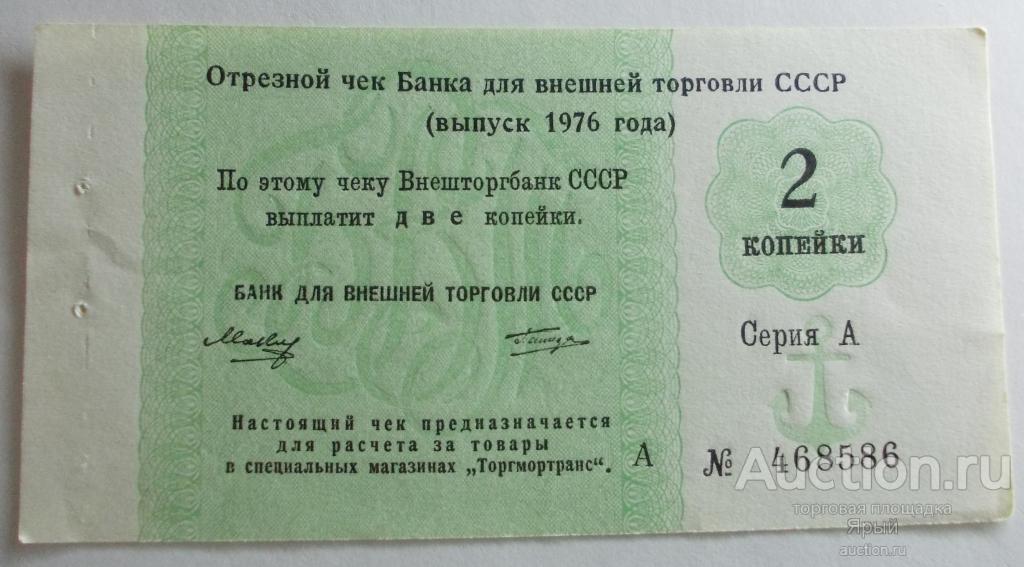 Отрезной чек Банка для внешней торговли СССР
(выпуск 1976 года)
По этому чеку Внешторгбанк СССР
выплатит две копейки.
2
КОПЕЙКИ
БАНК ДЛЯ ВНЕШНЕЙ ТОРГОВЛИ СССР
Серия А
Настоящий чек предназначается
для расчета за товары
в специальных магазинах „Торгмортранс“.
А № 468586
Auction.ru
торговая площадка
Ярый
auction.ru